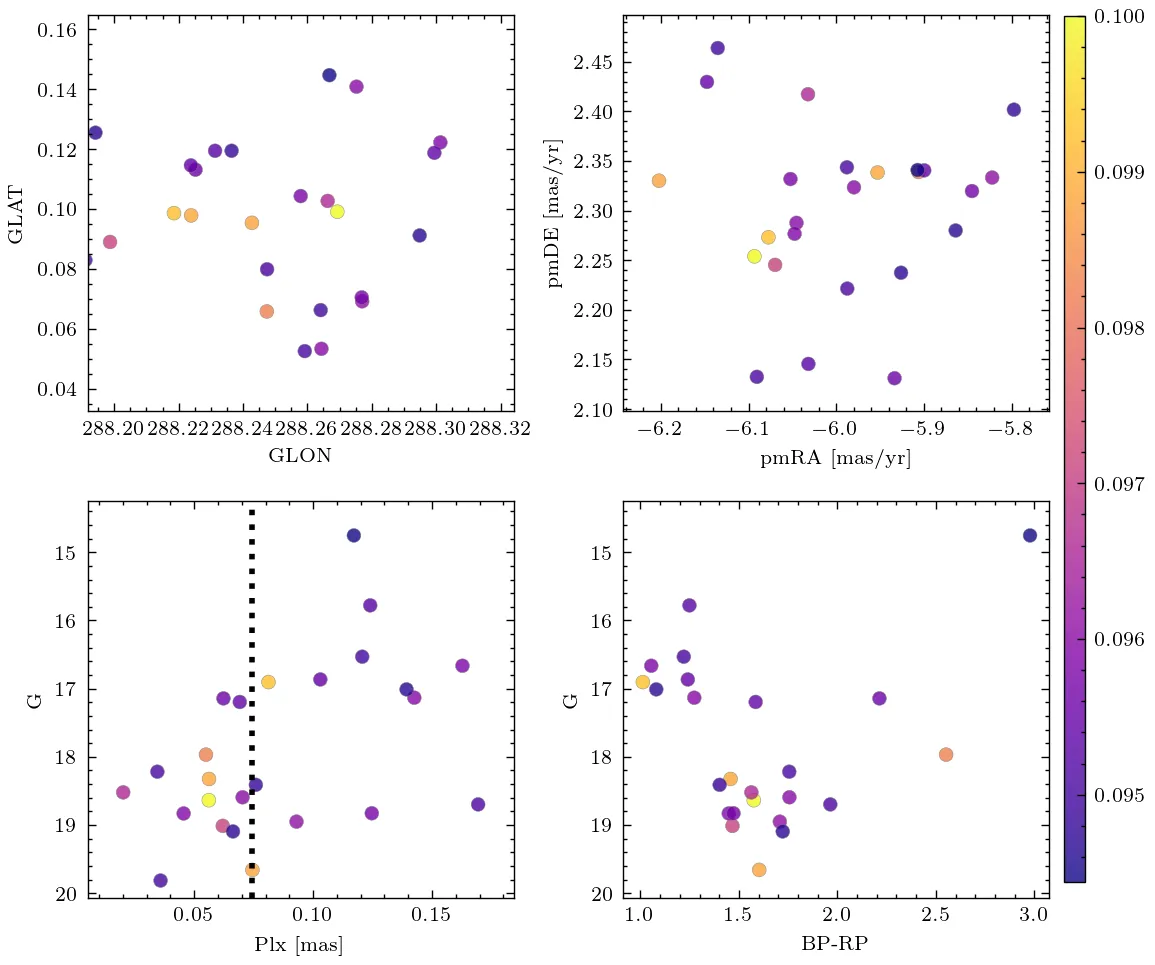 0.16
0.14
0.12
0.10
0.08
0.06
0.04
GLAT
288.20 288.22 288.24 288.26 288.28 288.30 288.32
GLON
2.45
2.40
2.35
2.30
2.25
2.20
2.15
2.10
pmDE [mas/yr]
−6.2 −6.1 −6.0 −5.9 −5.8
pmRA [mas/yr]
0.100
0.099
0.098
0.097
0.096
0.095
15
16
17
18
19
20
G
0.05 0.10 0.15
Plx [mas]
15
16
17
18
19
20
G
1.0 1.5 2.0 2.5 3.0
BP-RP